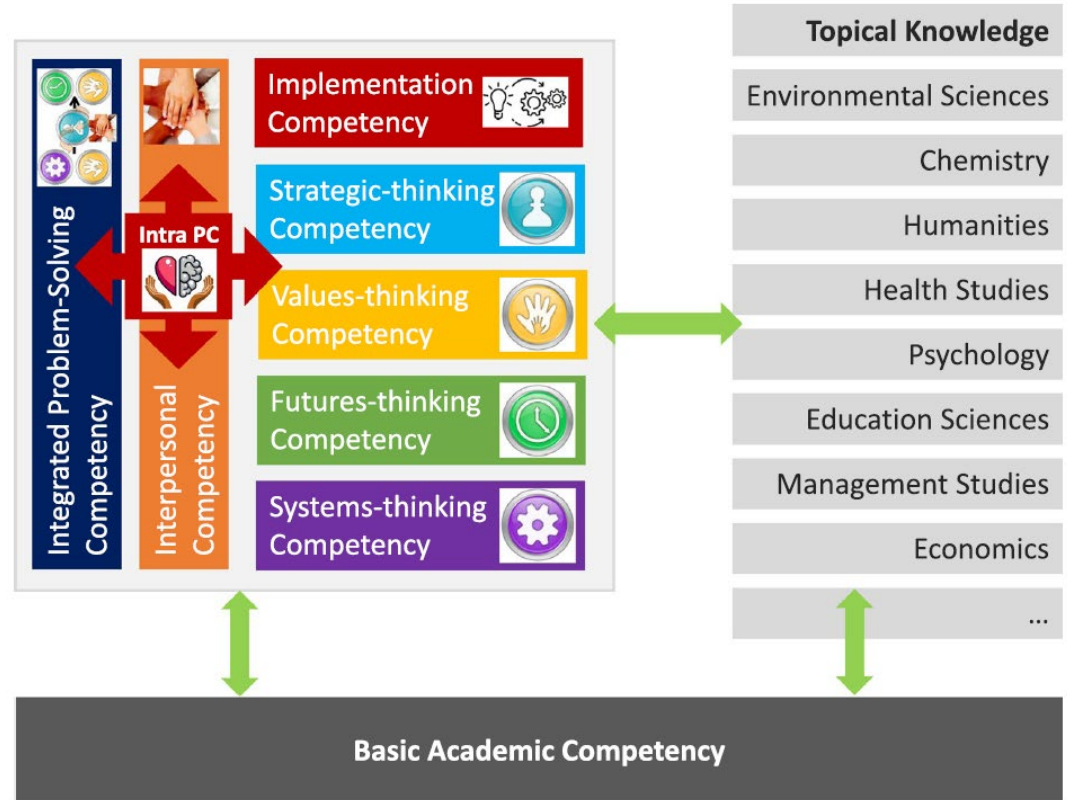 Integrated Problem-Solving
Competency
Interpersonal
Competency
Intra PC
Implementation
Competency
Strategic-thinking
Competency
Values-thinking
Competency
Futures-thinking
Competency
Systems-thinking
Competency
Topical Knowledge
Environmental Sciences
Chemistry
Humanities
Health Studies
Psychology
Education Sciences
Management Studies
Economics
...
Basic Academic Competency